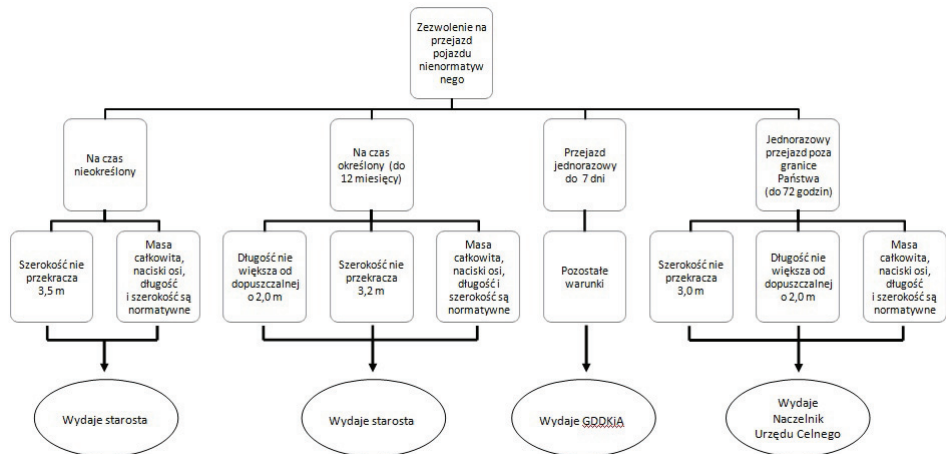 Zezwolenie na
przejazd
pojazdu
nienormatyw
nego
Na czas
nieokreślony
Na czas
określony (do
12 miesięcy)
Przejazd
jednorazowy
do 7 dni
Jednorazowy
przejazd poza
granice
Państwa
(do 72 godzin)
Szerokość nie
przekracza
3,5 m
Masa
całkowita,
naciski osi,
długość
i szerokość są
normatywne
Długość nie
większa od
dopuszczalnej
o 2,0 m
Szerokość nie
przekracza
3,2 m
Masa
całkowita,
naciski osi,
długość i
szerokość są
normatywne
Pozostałe
warunki
Szerokość nie
przekracza
3,0 m
Długość nie
większa od
dopuszczalnej
o 2,0 m
Masa
całkowita,
naciski osi,
długość
i szerokość są
normatywne
Wydaje starosta
Wydaje starosta
Wydaje GDDKiA
Wydaje
Naczelnik
Urzędu Celnego